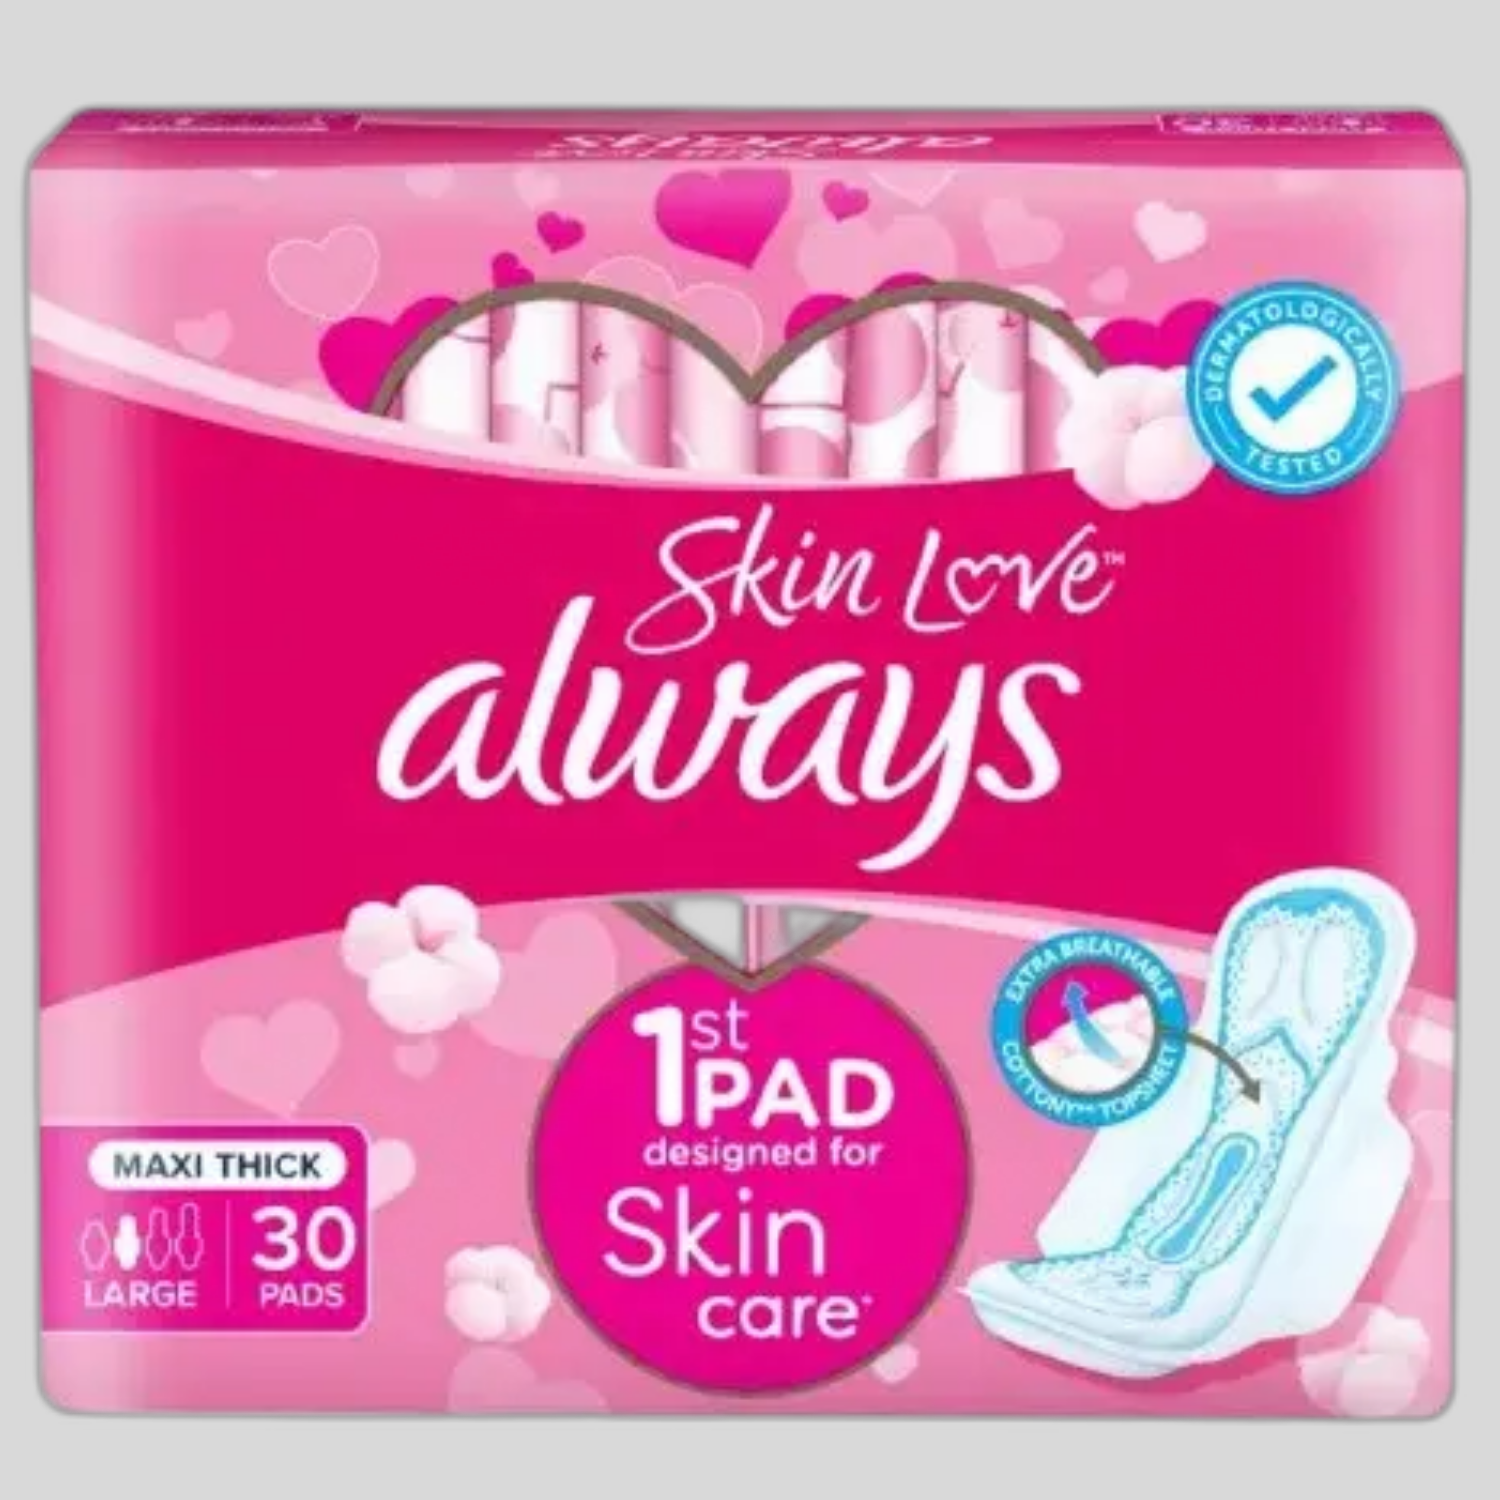 always
DERMATOLOGICALLY
TESTED
Skin Love™
always
EXTRA BREATHABLE
COTTONY™ TOPSHEET
1st
PAD
designed for
Skin
care*
MAXI THICK
LARGE
30
PADS